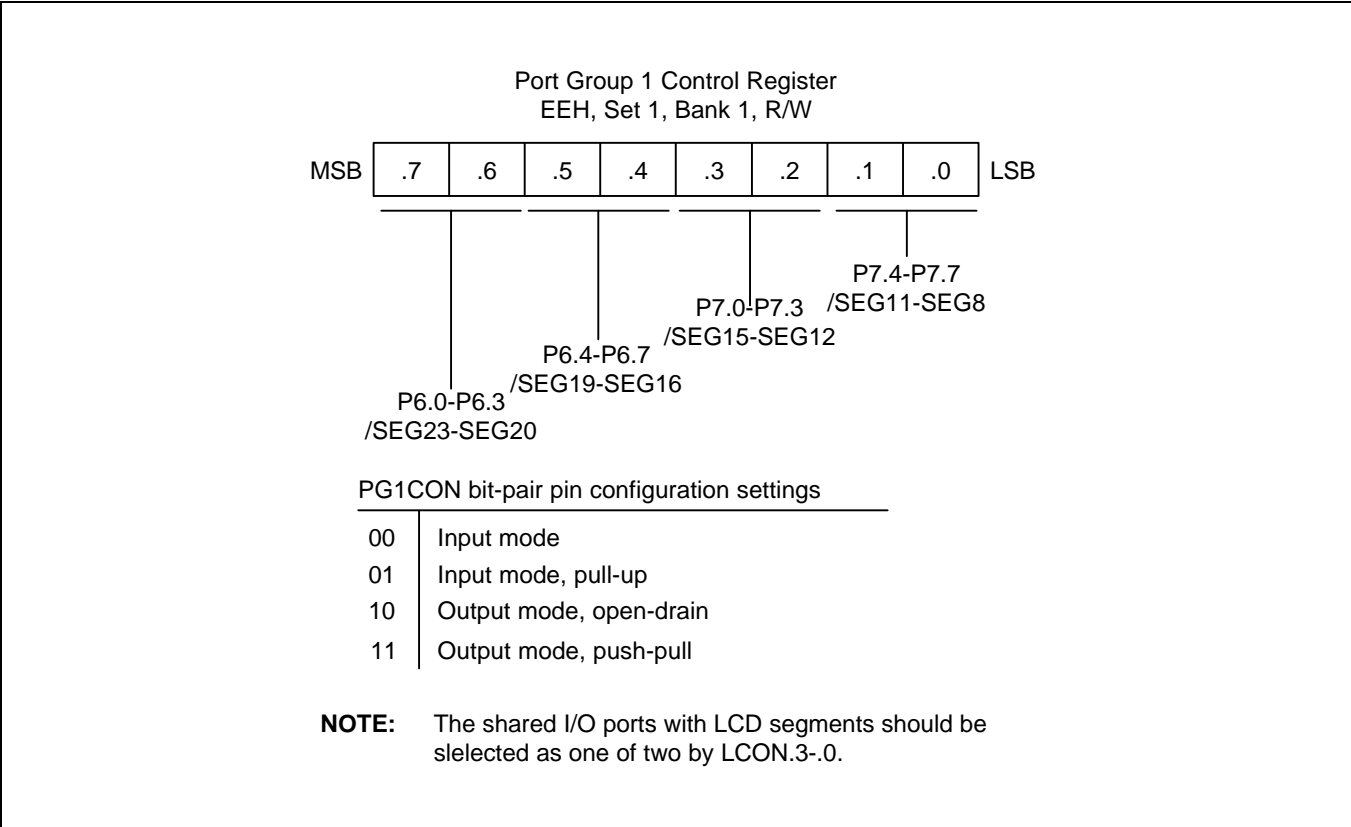 Port Group 1 Control Register
EEH, Set 1, Bank 1, R/W
MSB .7 .6 .5 .4 .3 .2 .1 .0 LSB
P7.4-P7.7
/SEG11-SEG8
P7.0-P7.3
/SEG15-SEG12
P6.4-P6.7
/SEG19-SEG16
P6.0-P6.3
/SEG23-SEG20
PG1CON bit-pair pin configuration settings
00 Input mode
01 Input mode, pull-up
10 Output mode, open-drain
11 Output mode, push-pull
NOTE: The shared I/O ports with LCD segments should be
slelected as one of two by LCON.3-.0.